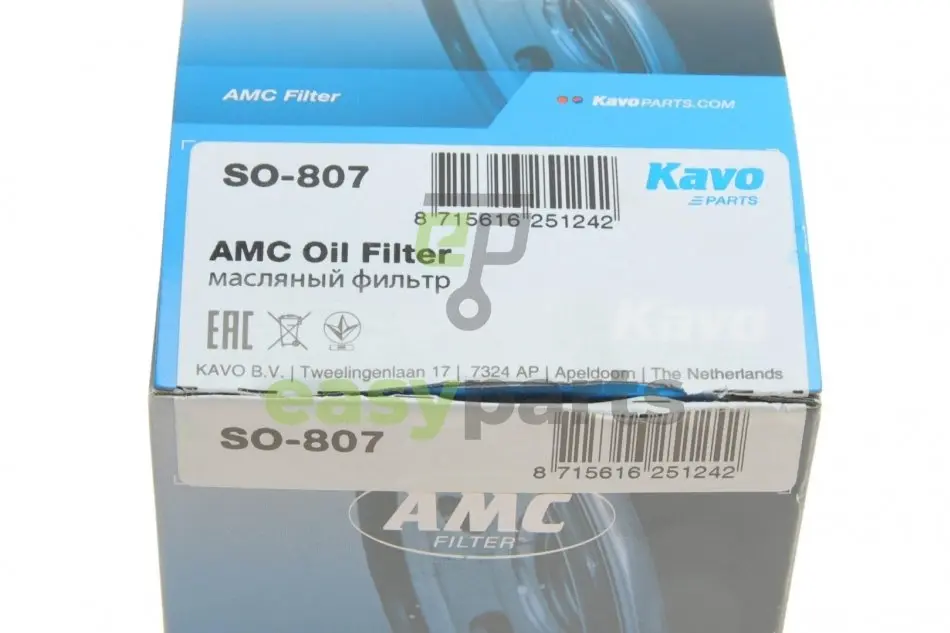 AMC Filter
KAVOPARTS.COM
SO-807
8 715616 251242
Kavo
PARTS
AMC Oil Filter
масляный фильтр
EP
EAC
Kavo
KAVO B.V. | Tweelingenlaan 17 | 7324 AP | Apeldoorn | The Netherlands
easyparts
SO-807
8 715616 251242
AMC
FILTER